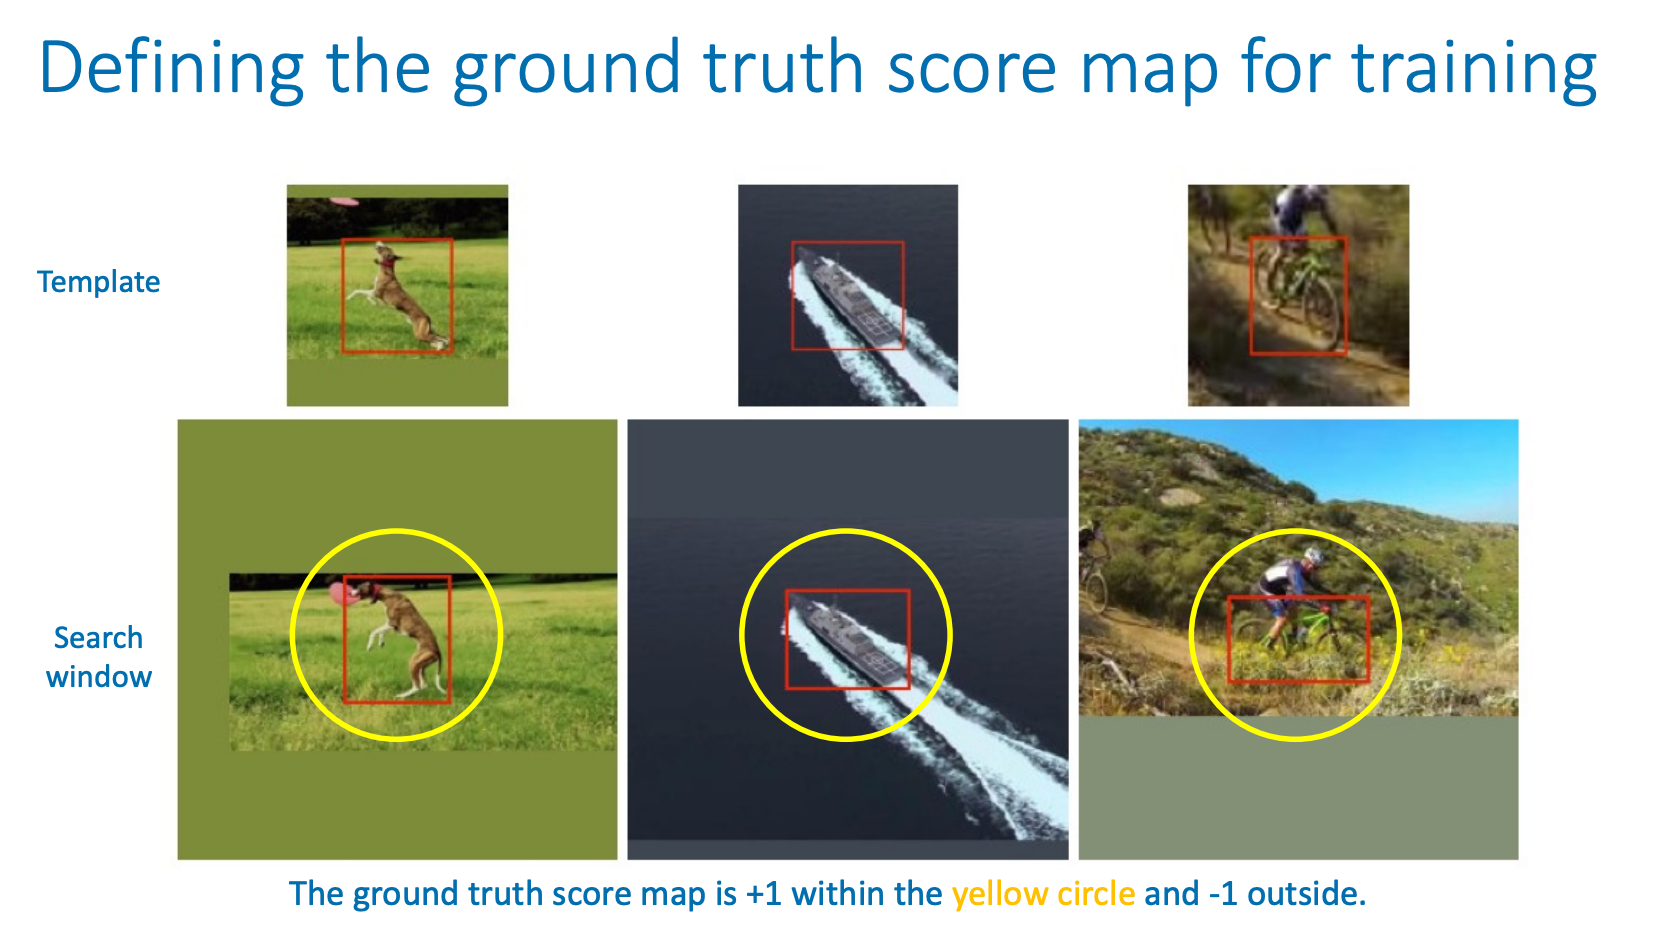 Defining the ground truth score map for training
Template
Search
window
The ground truth score map is +1 within the yellow circle and -1 outside.